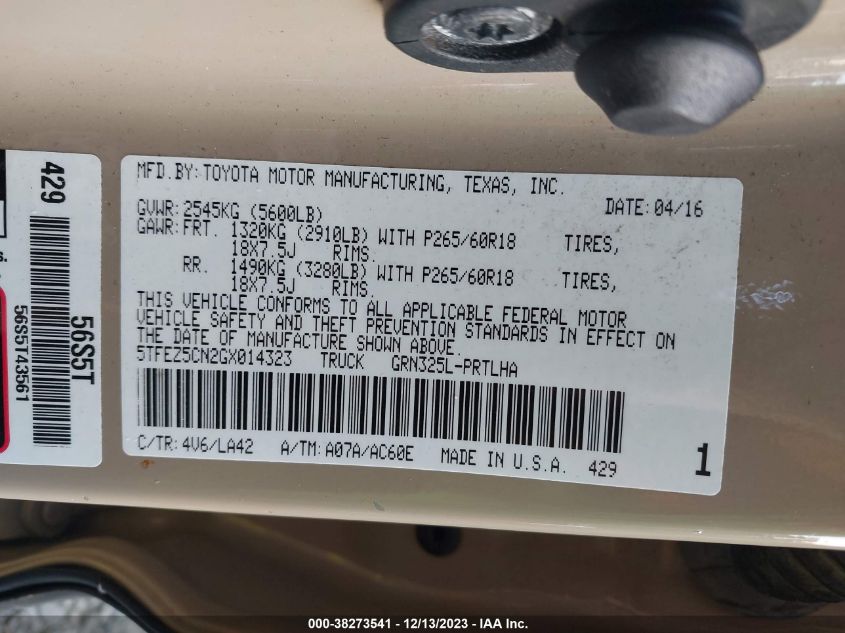 MFD.BY:TOYOTA MOTOR MANUFACTURING, TEXAS, INC.
GVWR:2545KG (5600LB) DATE:04/16
GAWR:FRT. 1320KG (2910LB) WITH P265/60R18 TIRES,
18X7.5J RIMS.
RR. 1490KG (3280LB) WITH P265/60R18 TIRES,
18X7.5J RIMS.
THIS VEHICLE CONFORMS TO ALL APPLICABLE FEDERAL MOTOR
VEHICLE SAFETY AND THEFT PREVENTION STANDARDS IN EFFECT ON
THE DATE OF MANUFACTURE SHOWN ABOVE.
5TFEZ5CN2GX014323 TRUCK GRN325L-PRTLHA
C/TR:4V6/LA42 A/TM:A07A/AC60E MADE IN U.S.A. 429
1
429
56S5T
56S5T43561
000-38273541 - 12/13/2023 - IAA Inc.